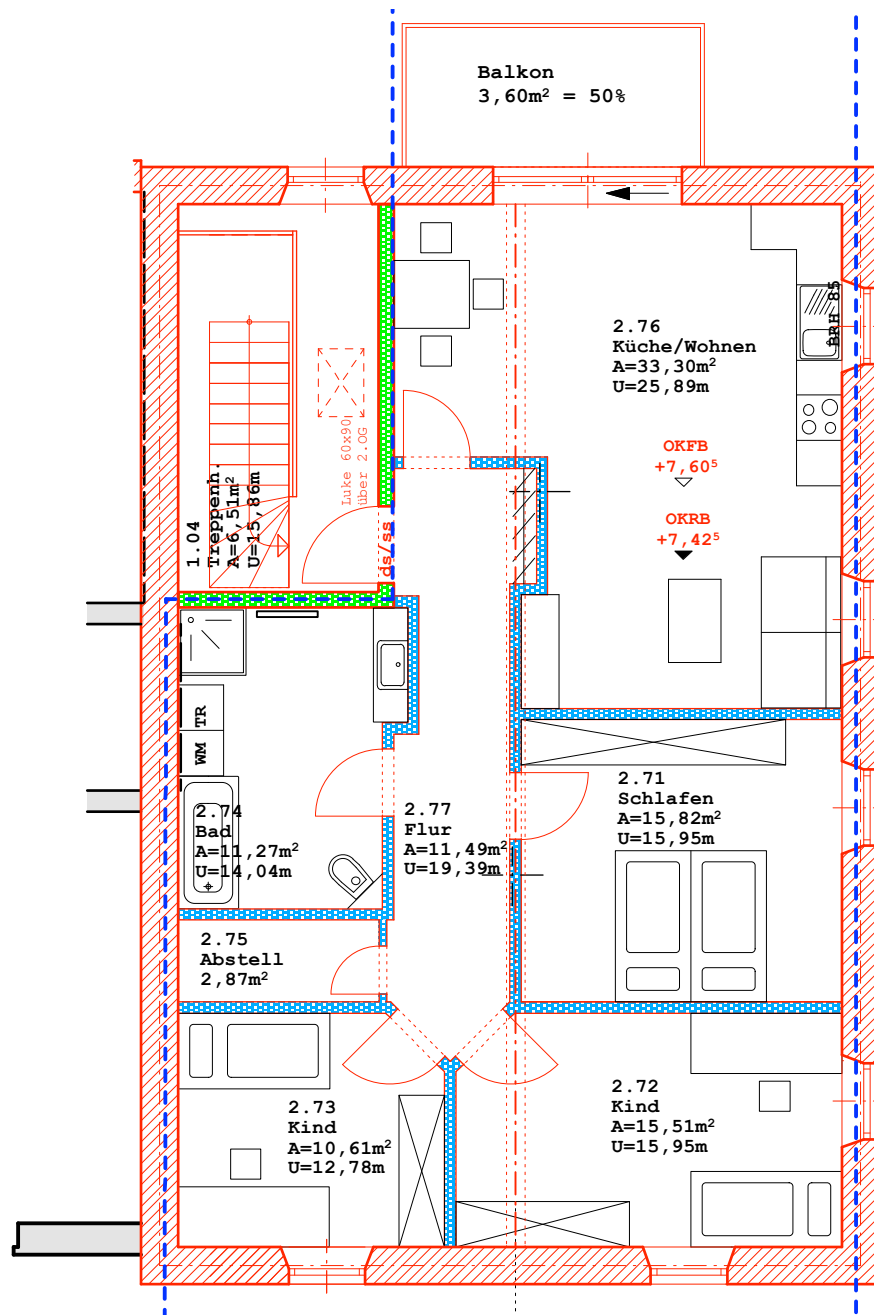 Balkon
3,60m² = 50%
2.76
Küche/Wohnen
A=33,30m²
U=25,89m
BRH 85
OKFB
+7,60⁵
OKRB
+7,42⁵
Luke 60x90
über 2.OG
1.04
Treppenh.
A=6,51m²
U=15,86m
ds/ss
TR
WM
2.74
Bad
A=11,27m²
U=14,04m
2.77
Flur
A=11,49m²
U=19,39m
2.71
Schlafen
A=15,82m²
U=15,95m
2.75
Abstell
2,87m²
2.73
Kind
A=10,61m²
U=12,78m
2.72
Kind
A=15,51m²
U=15,95m